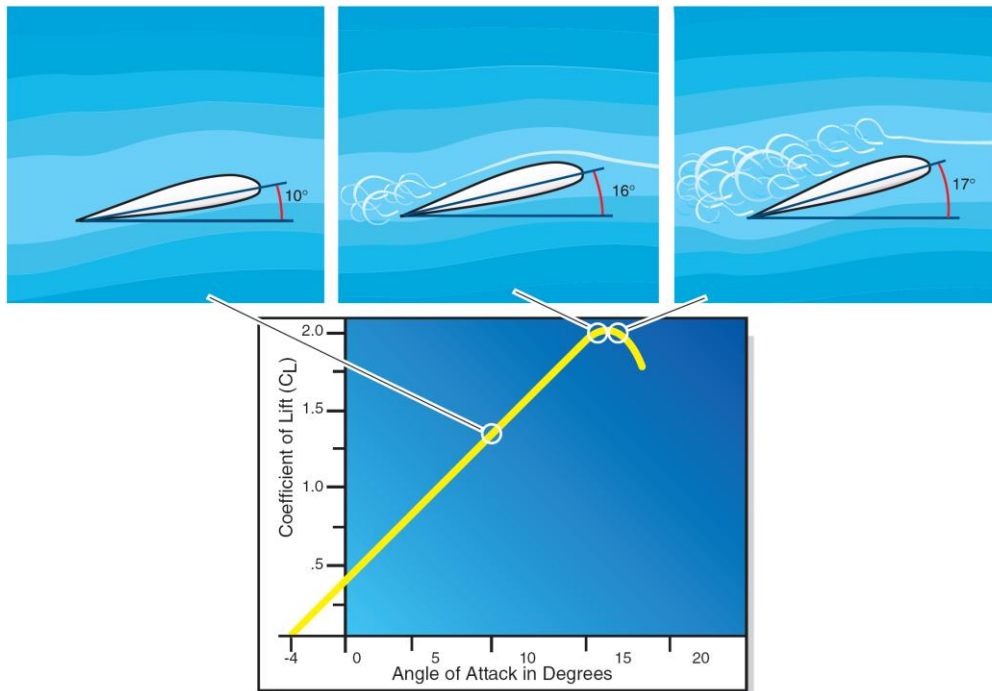 10°
16°
17°
Coefficient of Lift (CL)
2.0
1.5
1.0
.5
-4 0 5 10 15 20
Angle of Attack in Degrees